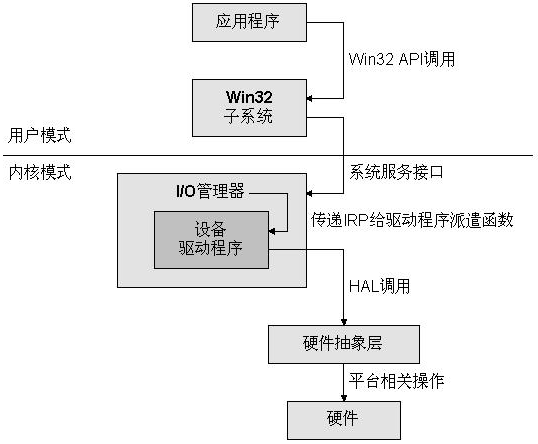 应用程序
Win32 API调用
Win32
子系统
用户模式
内核模式
系统服务接口
I/O管理器
传递IRP给驱动程序派遣函数
设备
驱动程序
HAL调用
硬件抽象层
平台相关操作
硬件